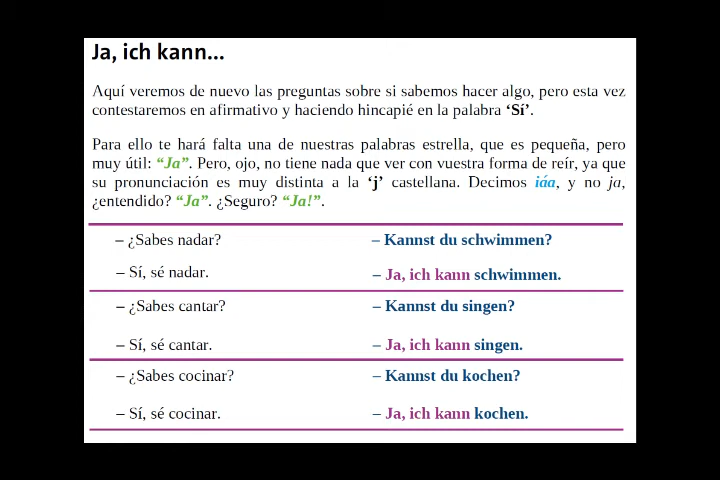 Ja, ich kann...
Aquí veremos de nuevo las preguntas sobre si sabemos hacer algo, pero esta vez
contestaremos en afirmativo y haciendo hincapié en la palabra ‘Sí’.
Para ello te hará falta una de nuestras palabras estrella, que es pequeña, pero
muy útil: “Ja”. Pero, ojo, no tiene nada que ver con vuestra forma de reír, ya que
su pronunciación es muy distinta a la ‘j’ castellana. Decimos iáa, y no ja,
¿entendido? “Ja”. ¿Seguro? “Ja!”.
– ¿Sabes nadar? – Kannst du schwimmen?
– Sí, sé nadar. – Ja, ich kann schwimmen.
– ¿Sabes cantar? – Kannst du singen?
– Sí, sé cantar. – Ja, ich kann singen.
– ¿Sabes cocinar? – Kannst du kochen?
– Sí, sé cocinar. – Ja, ich kann kochen.